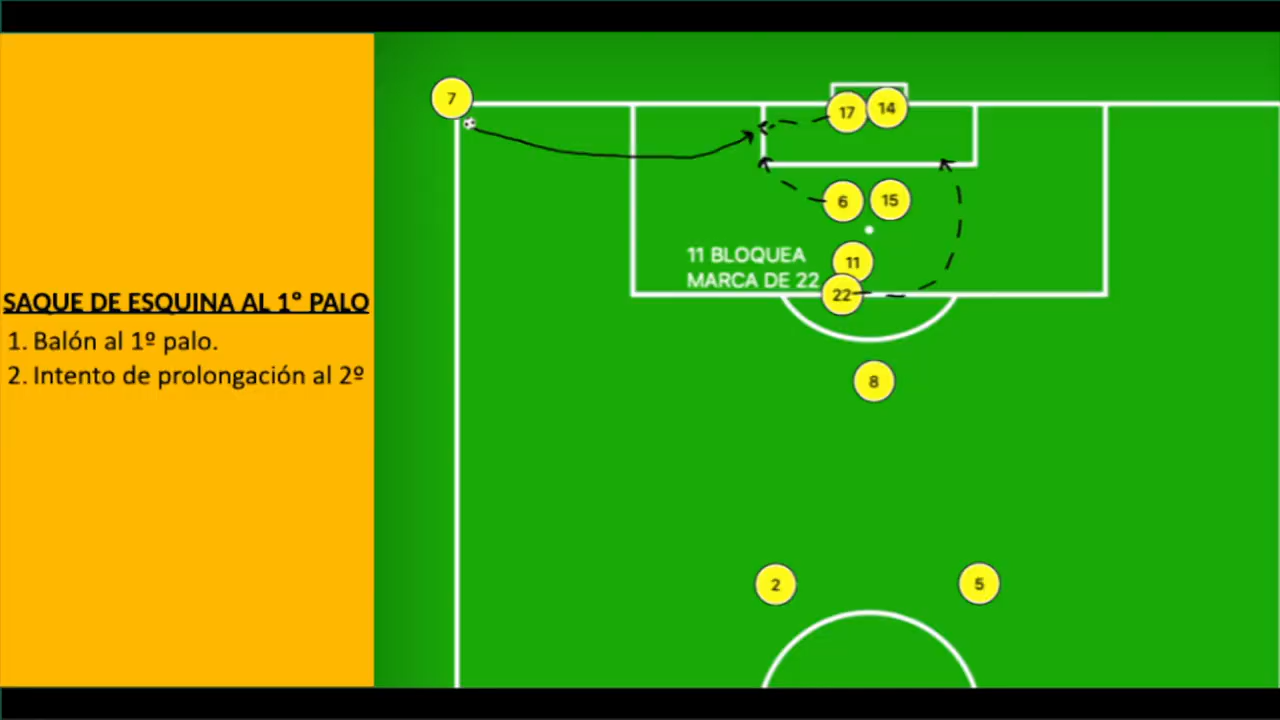 SAQUE DE ESQUINA AL 1º PALO
1. Balón al 1º palo.
2. Intento de prolongación al 2º
7
17
14
6
15
11 BLOQUEA
MARCA DE 22
11
22
8
2
5